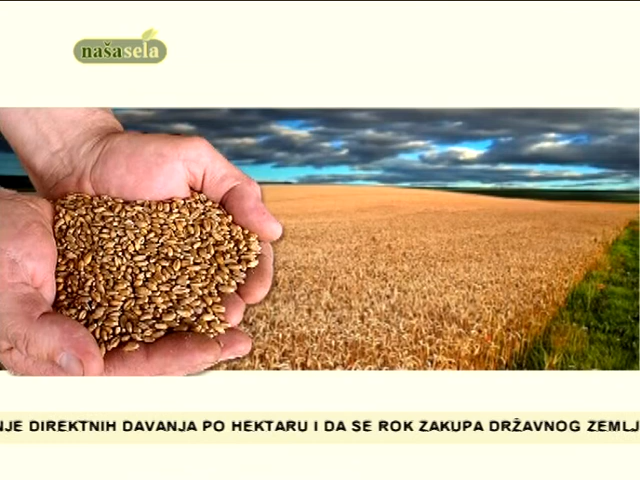 našasela
NJE DIREKTNIH DAVANJA PO HEKTARU I DA SE ROK ZAKUPA DRŽAVNOG ZEMLJ